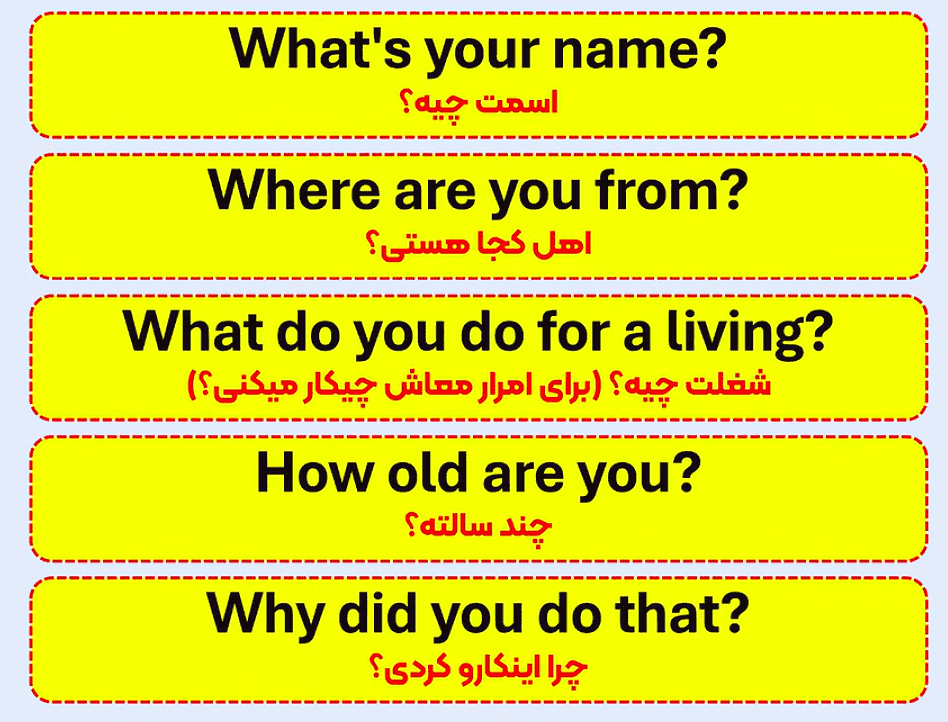 What's your name?
اسمت چیه؟
Where are you from?
اهل کجا هستی؟
What do you do for a living?
شغلت چیه؟ (برای امرار معاش چیکار میکنی؟)
How old are you?
چند سالته؟
Why did you do that?
چرا اینکارو کردی؟